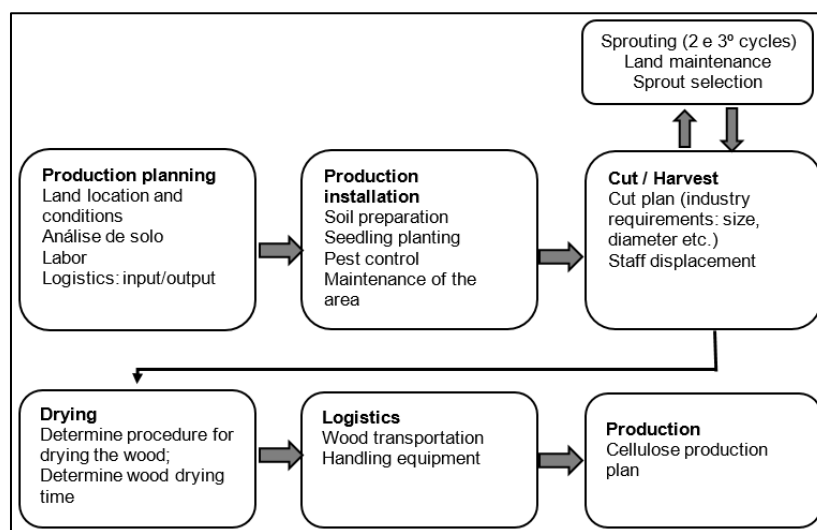 Sprouting (2 e 3º cycles)
Land maintenance
Sprout selection
Production planning
Land location and
conditions
Análise de solo
Labor
Logistics: input/output
Production
installation
Soil preparation
Seedling planting
Pest control
Maintenance of the
area
Cut / Harvest
Cut plan (industry
requirements: size,
diameter etc.)
Staff displacement
Drying
Determine procedure for
drying the wood;
Determine wood drying
time
Logistics
Wood transportation
Handling equipment
Production
Cellulose production
plan